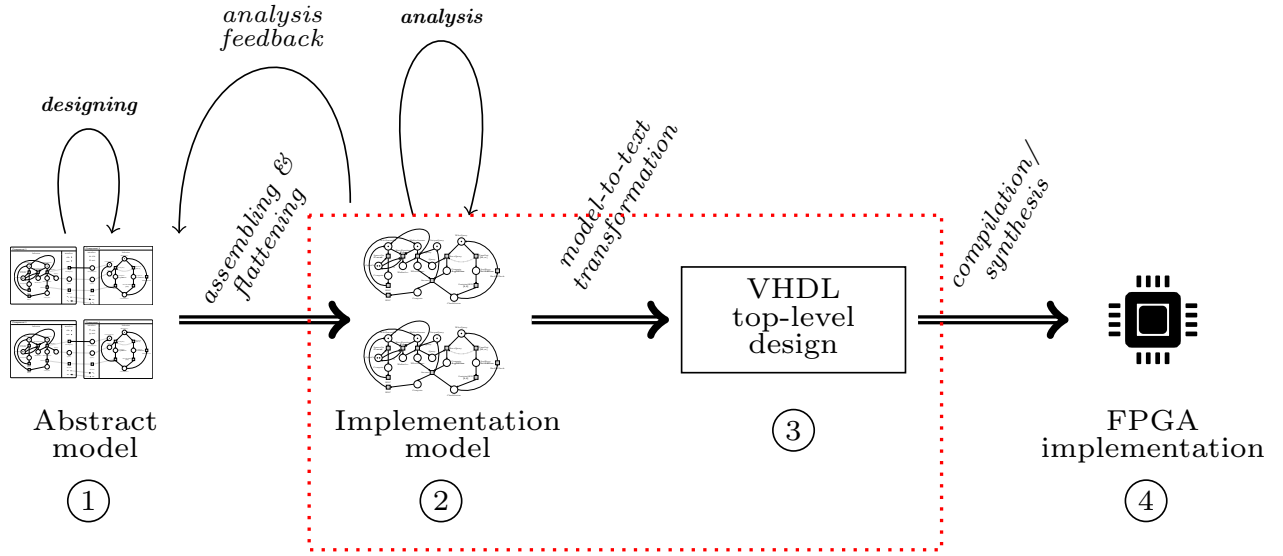 analysis
feedback
analysis
designing
assembling &
flattening
model-to-text
transformation
compilation/
synthesis
VHDL
top-level
design
Abstract
model
1
Implementation
model
2
3
FPGA
implementation
4